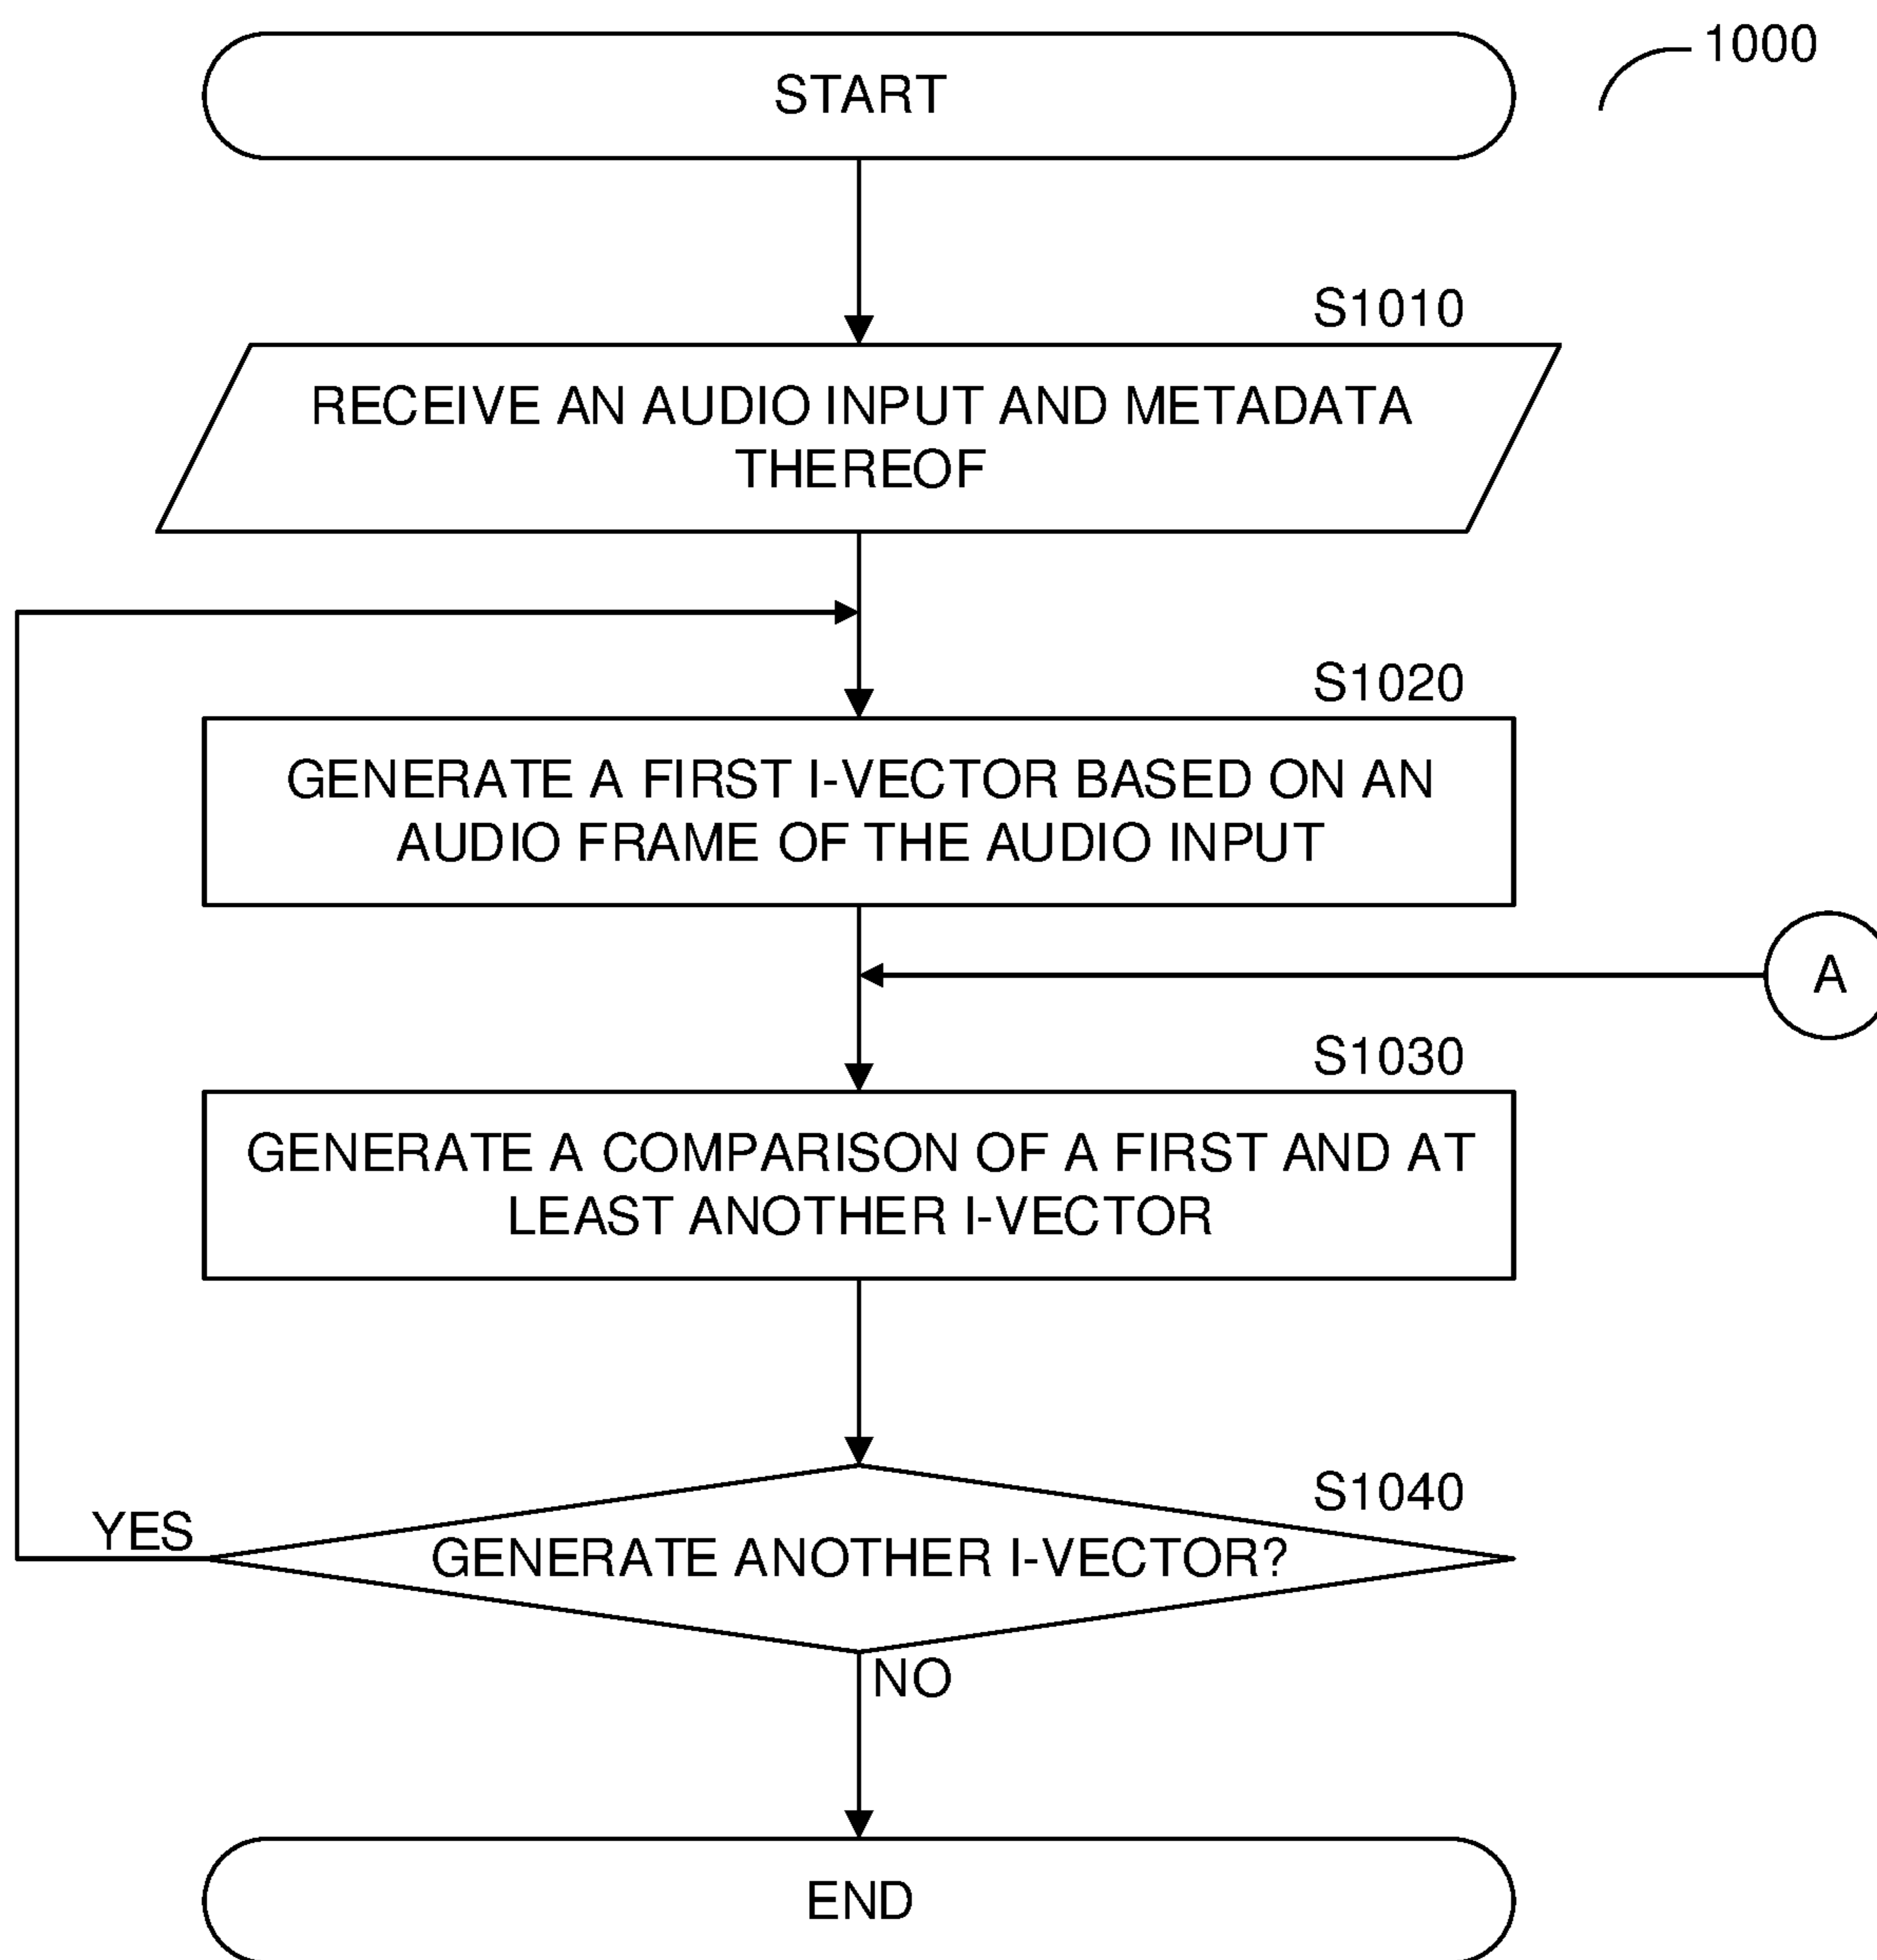 START
1000
S1010
RECEIVE AN AUDIO INPUT AND METADATA
THEREOF
S1020
GENERATE A FIRST I-VECTOR BASED ON AN
AUDIO FRAME OF THE AUDIO INPUT
A
S1030
GENERATE A COMPARISON OF A FIRST AND AT
LEAST ANOTHER I-VECTOR
S1040
YES
GENERATE ANOTHER I-VECTOR?
NO
END